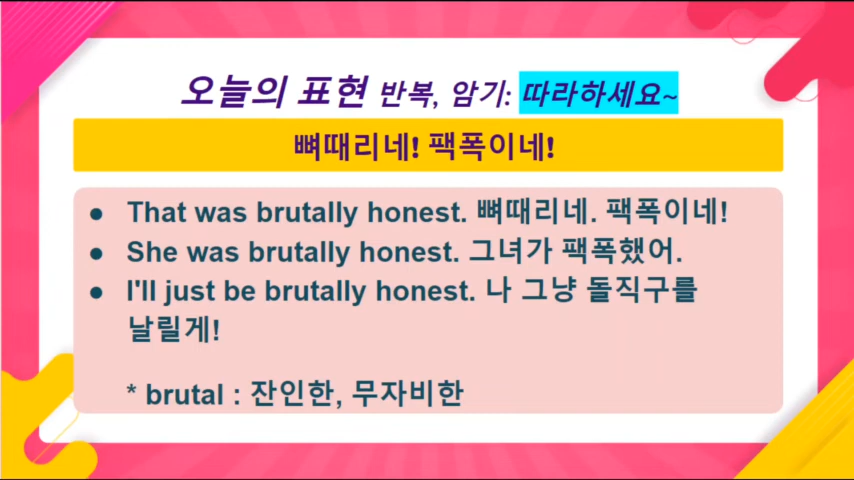 오늘의 표현 반복, 암기: 따라하세요~
뼈때리네! 팩폭이네!
● That was brutally honest. 뼈때리네. 팩폭이네!
● She was brutally honest. 그녀가 팩폭했어.
● I'll just be brutally honest. 나 그냥 돌직구를
날릴게!
* brutal : 잔인한, 무자비한